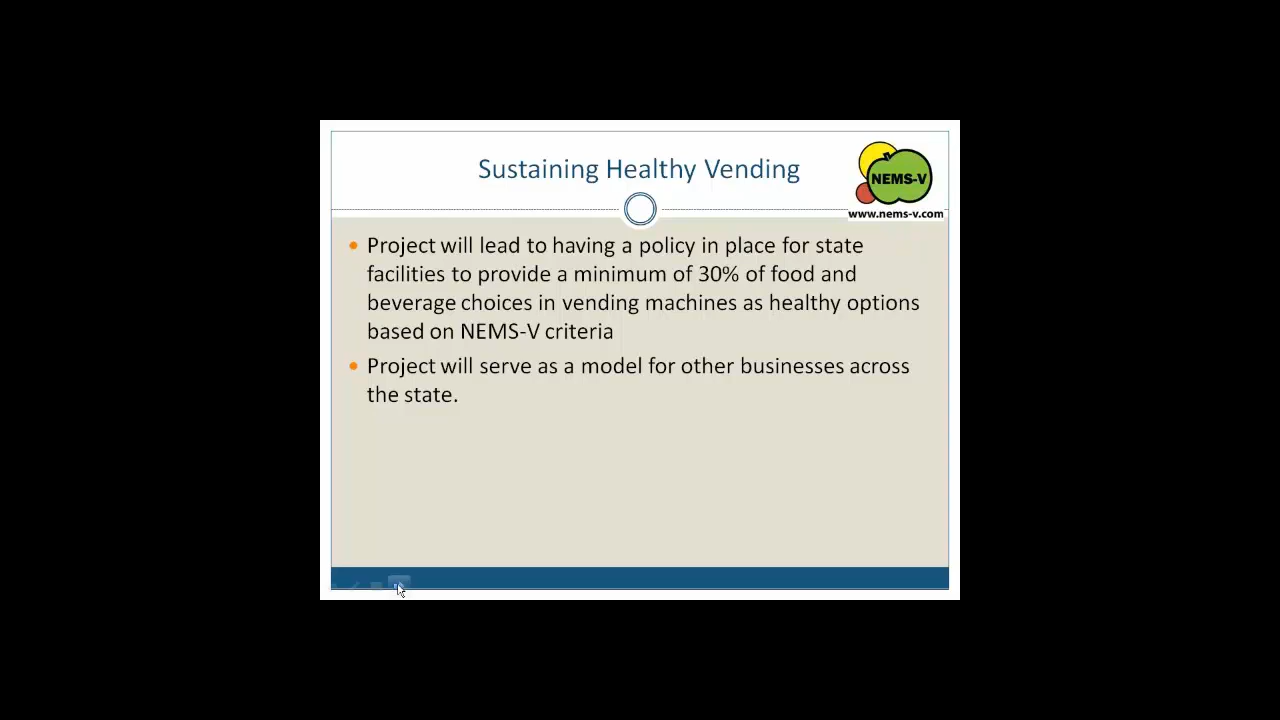 Sustaining Healthy Vending
NEMS-V
www.nems-v.com
Project will lead to having a policy in place for state
facilities to provide a minimum of 30% of food and
beverage choices in vending machines as healthy options
based on NEMS-V criteria
Project will serve as a model for other businesses across
the state.